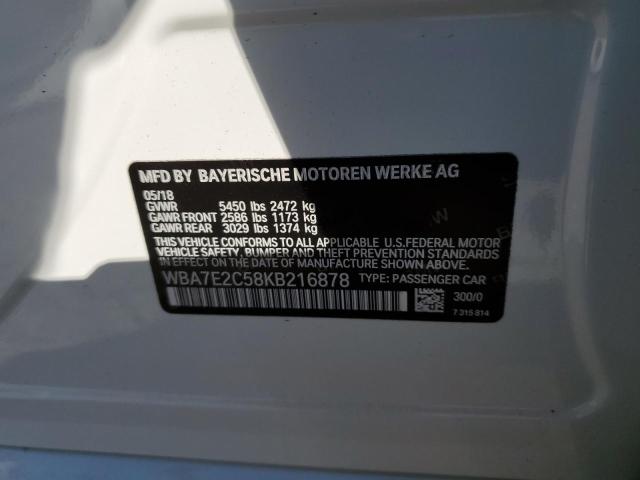 MFD BY BAYERISCHE MOTOREN WERKE AG
05/18
GVWR 5450 lbs 2472 kg
GAWR FRONT 2586 lbs 1173 kg
GAWR REAR 3029 lbs 1374 kg
THIS VEHICLE CONFORMS TO ALL APPLICABLE U.S. FEDERAL MOTOR
VEHICLE SAFETY, BUMPER, AND THEFT PREVENTION STANDARDS
IN EFFECT ON THE DATE OF MANUFACTURE SHOWN ABOVE.
WBA7E2C58KB216878 TYPE: PASSENGER CAR
300/0
7 315 814